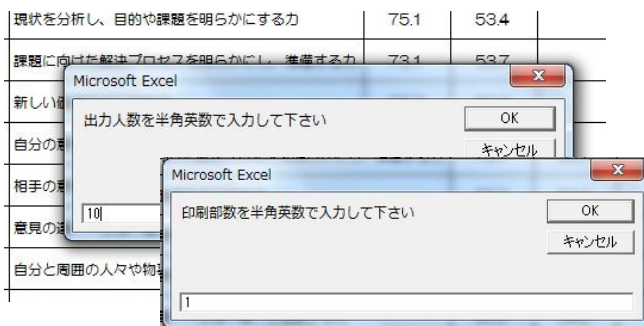 現状を分析し、目的や課題を明らかにする力 75.1 53.4
課題に向けた解決プロセスを明らかにし、準備する力 73.1 53.7
Microsoft Excel
新しい
出力人数を半角英数で入力して下さい
OK
キャンセル
自分の
相手の
10
意見の
自分と周囲の人々や物
Microsoft Excel
印刷部数を半角英数で入力して下さい
OK
キャンセル
1